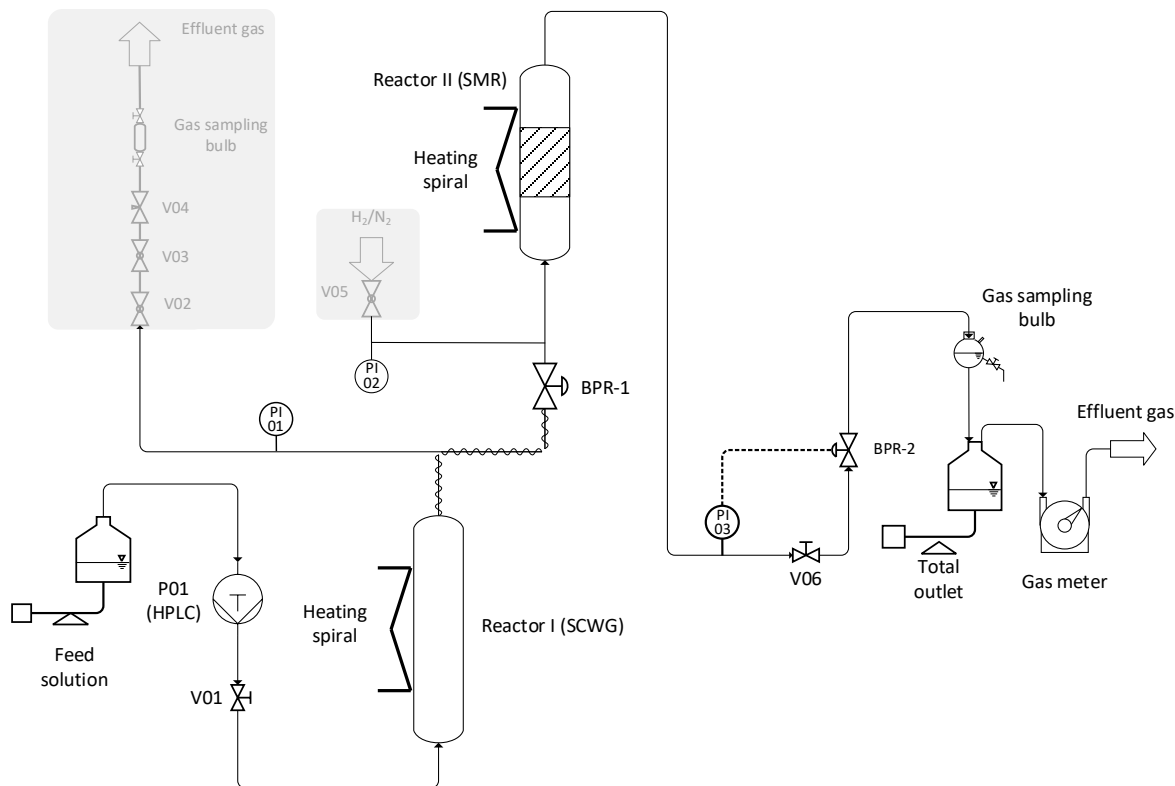 Effluent gas
Gas sampling
bulb
V04
V03
V02
H₂/N₂
V05
PI
02
Reactor II (SMR)
Heating
spiral
BPR-1
PI
01
Feed
solution
P01
(HPLC)
T
V01
Heating
spiral
Reactor I (SCWG)
PI
03
V06
BPR-2
Gas sampling
bulb
Total
outlet
Effluent gas
Gas meter